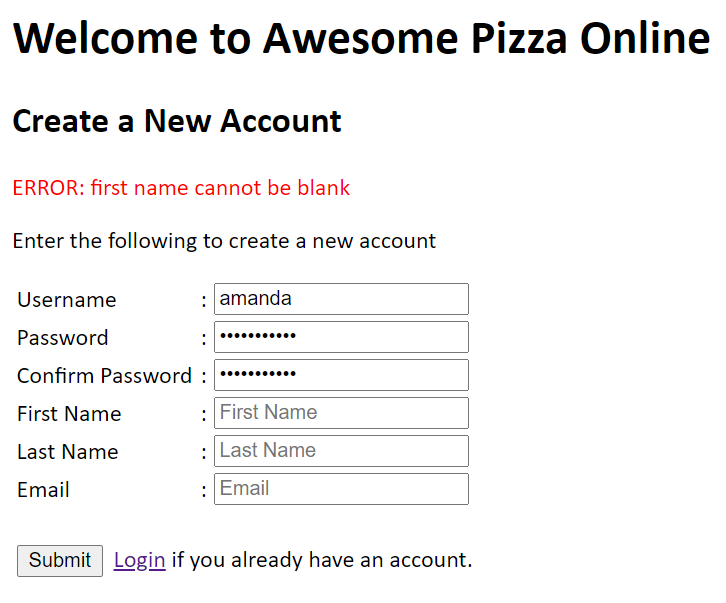 Welcome to Awesome Pizza Online
Create a New Account
ERROR: first name cannot be blank
Enter the following to create a new account
Username : amanda
Password : •••••••••••
Confirm Password : •••••••••••
First Name : First Name
Last Name : Last Name
Email : Email
Submit Login if you already have an account.